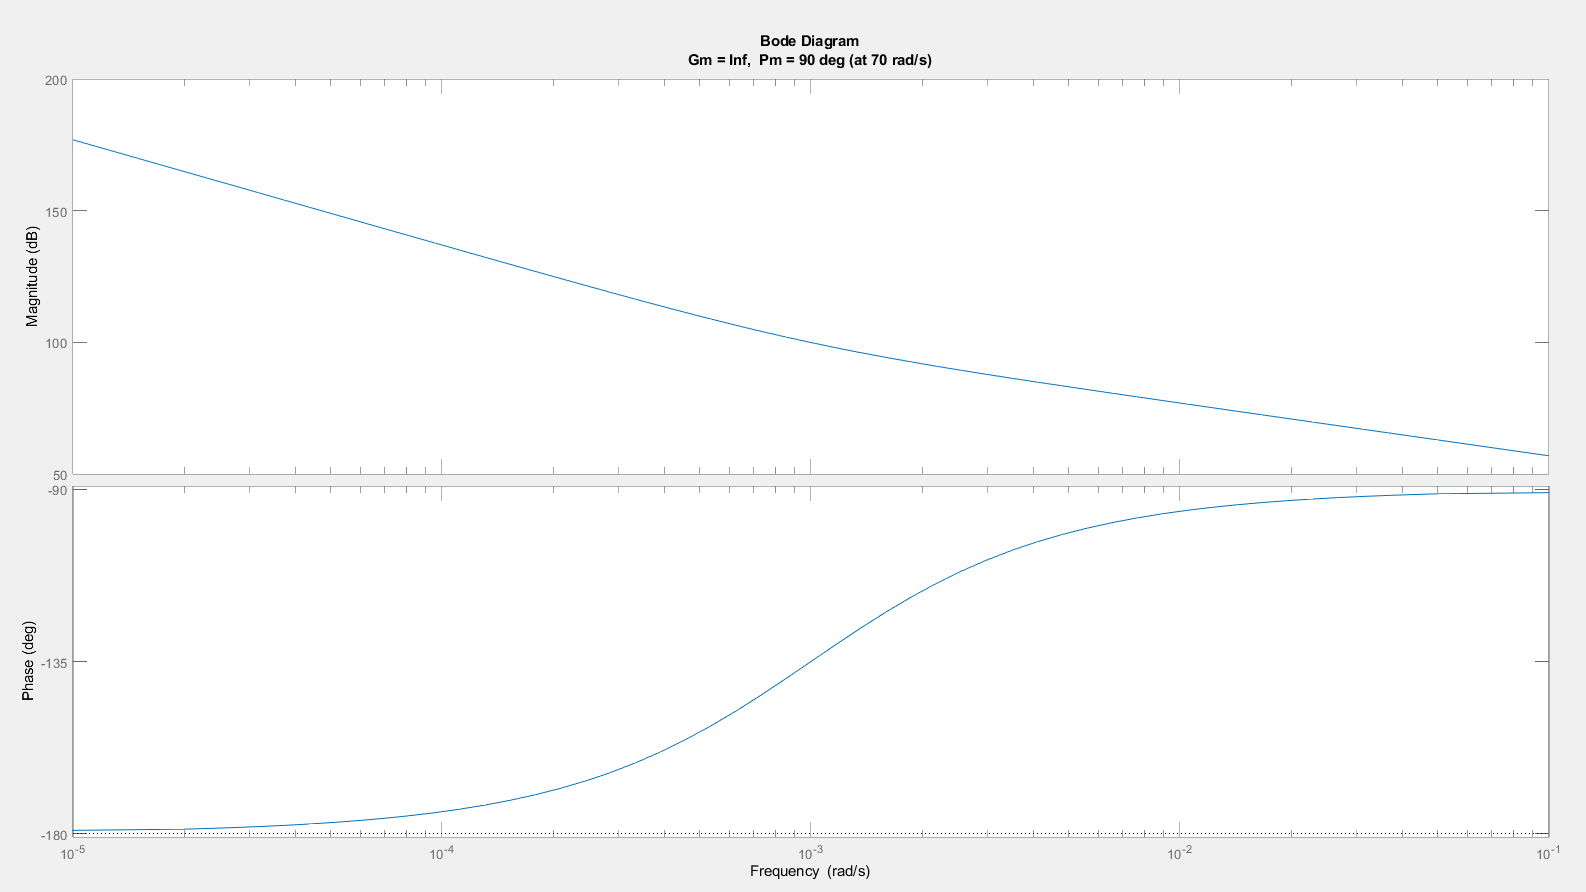 Bode Diagram
Gm = Inf,  Pm = 90 deg (at 70 rad/s)
200
150
100
50
Magnitude (dB)
-90
-135
-180
Phase (deg)
10^-5
10^-4
10^-3
10^-2
10^-1
Frequency  (rad/s)